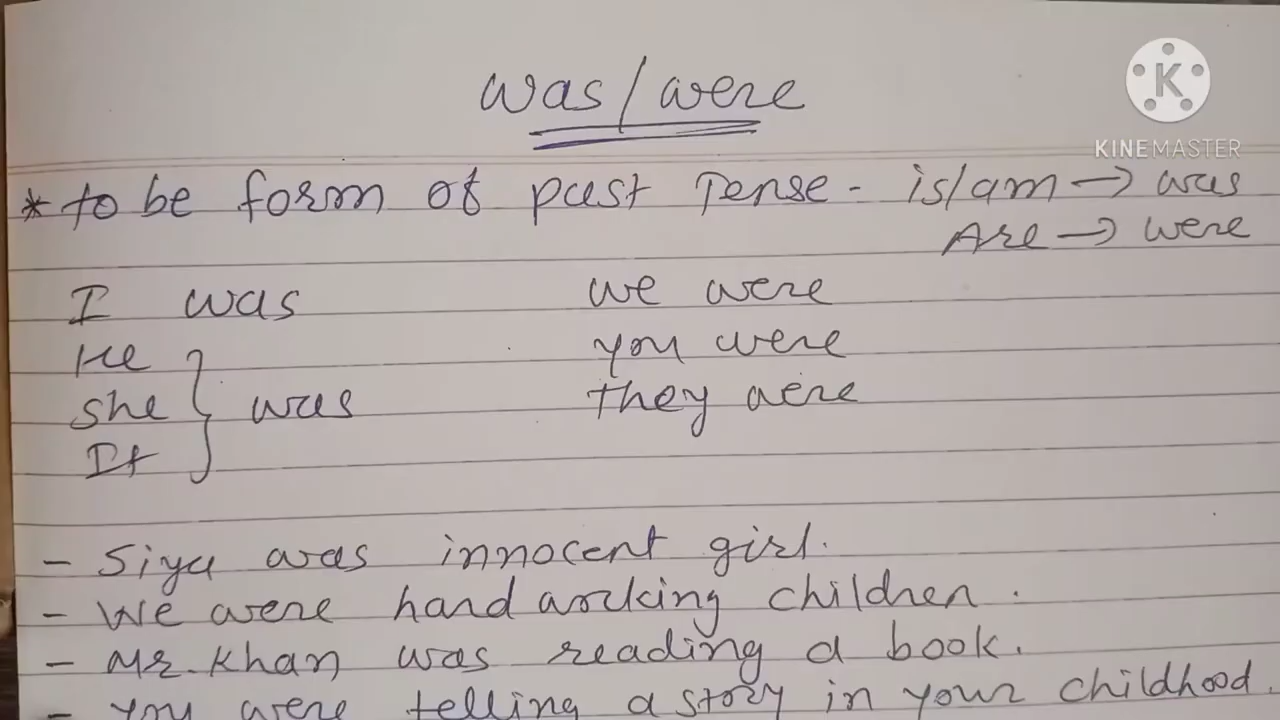 was/were
K
KINEMASTER
* to be form of past Tense - is/am → was
Are → were
I was
we were
He
you were
she } was
they were
It
- Siya was innocent girl.
- We were hard working children.
- Mr. Khan was reading a book.
- You were telling a story in your childhood.